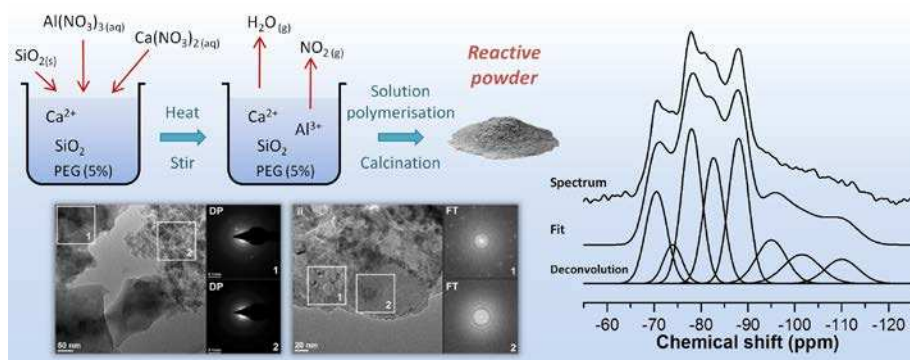 Al(NO₃)₃ (aq)
SiO₂(s)
Ca(NO₃)₂ (aq)
Ca²⁺
SiO₂
PEG (5%)
Heat
Stir
H₂O (g)
NO₂ (g)
Ca²⁺
Al³⁺
SiO₂
PEG (5%)
Solution
polymerisation
Calcination
Reactive
powder
1
2
50 nm
DP
1
DP
2
ii
1
2
20 nm
FT
1
FT
2
Spectrum
Fit
Deconvolution
-60 -70 -80 -90 -100 -110 -120
Chemical shift (ppm)